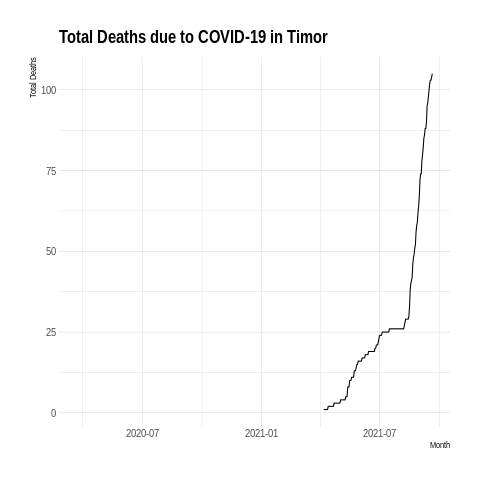 Total Deaths due to COVID-19 in Timor
Total Deaths
100
75
50
25
0
2020-07
2021-01
2021-07
Month